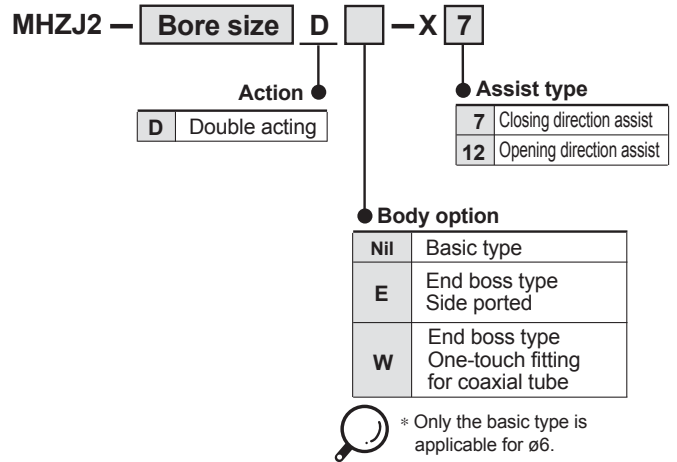 MHZJ2 — Bore size D — X 7
Action
D Double acting
Assist type
7 Closing direction assist
12 Opening direction assist
Body option
Nil Basic type
E End boss type
Side ported
W End boss type
One-touch fitting
for coaxial tube
* Only the basic type is
applicable for ø6.